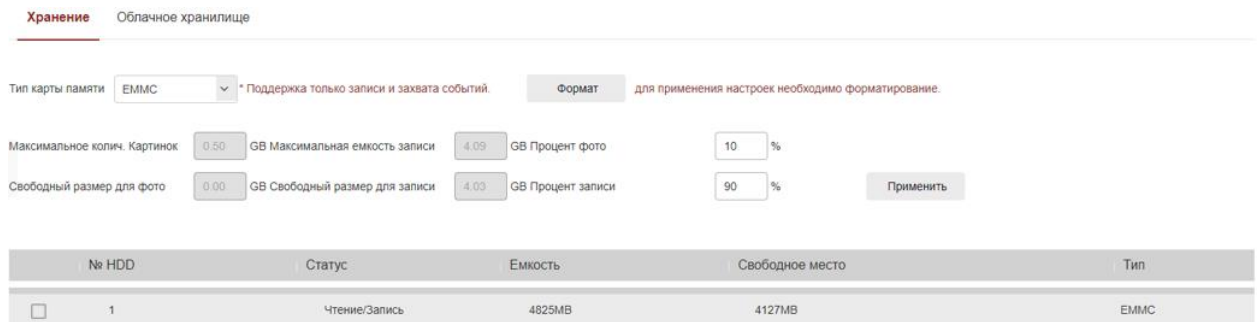 Хранение Облачное хранилище
Тип карты памяти EMMC * Поддержка только записи и захвата событий. Формат для применения настроек необходимо форматирование.
Максимальное колич. Картинок 0.50 GB Максимальная емкость записи 4.09 GB Процент фото 10 %
Свободный размер для фото 0.00 GB Свободный размер для записи 4.03 GB Процент записи 90 % Применить
№ HDD Статус Емкость Свободное место Тип
1 Чтение/Запись 4825MB 4127MB EMMC